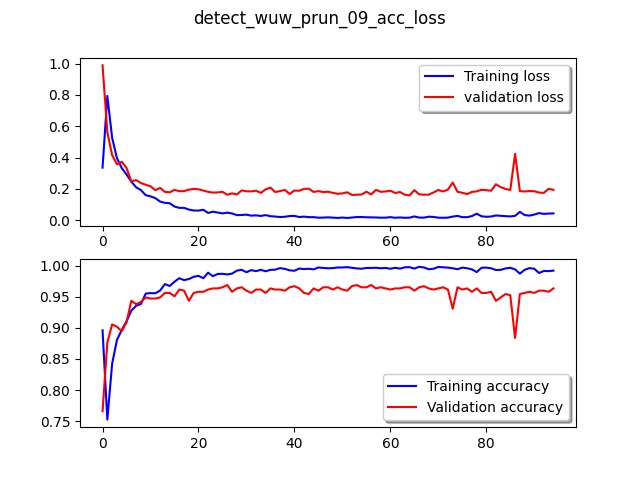 detect_wuw_prun_09_acc_loss
1.0
0.8
0.6
0.4
0.2
0.0
Training loss
validation loss
0 20 40 60 80
1.00
0.95
0.90
0.85
0.80
0.75
Training accuracy
Validation accuracy
0 20 40 60 80